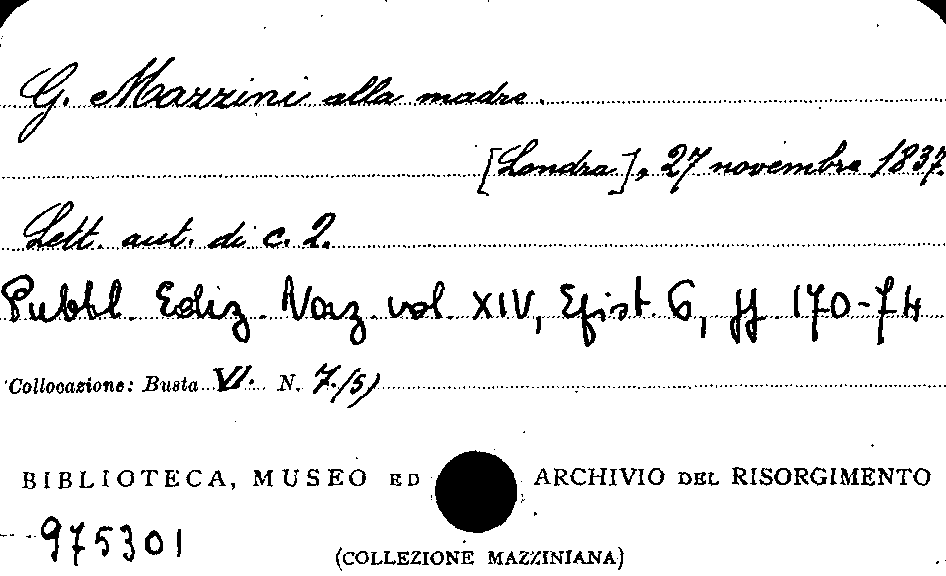 G. Mazzini alla madre.
[Londra], 27 novembre 1837.
Lett. aut. di c. 2.
Pubbl. Ediz. Naz. vol. XIV, Epist. 6, pp. 170-74
Collocazione: Busta VI. N. 7./5)
BIBLIOTECA, MUSEO ED ARCHIVIO DEL RISORGIMENTO
975301
(COLLEZIONE MAZZINIANA)